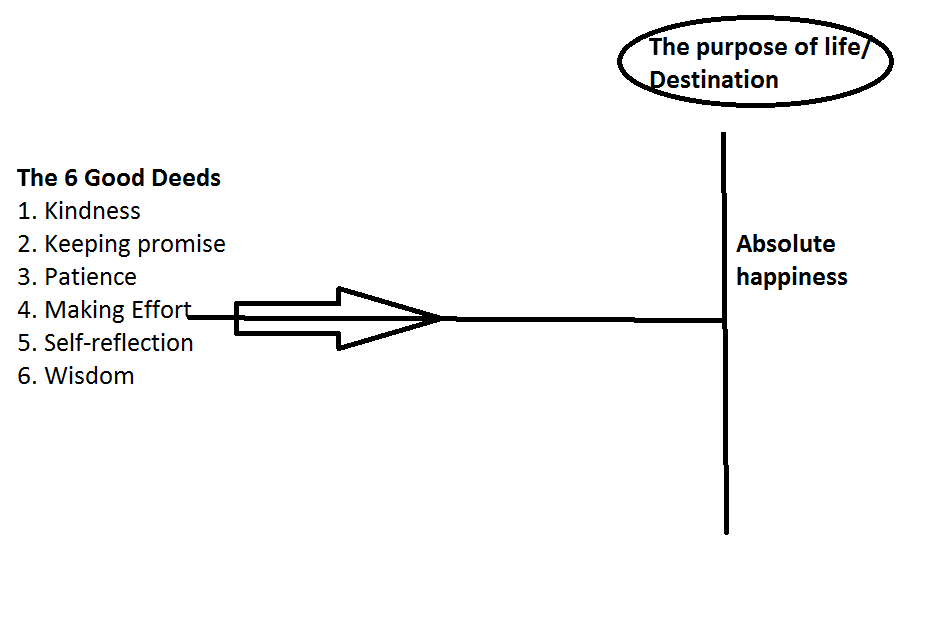 The purpose of life/
Destination
The 6 Good Deeds
1. Kindness
2. Keeping promise
3. Patience
4. Making Effort
5. Self-reflection
6. Wisdom
Absolute
happiness